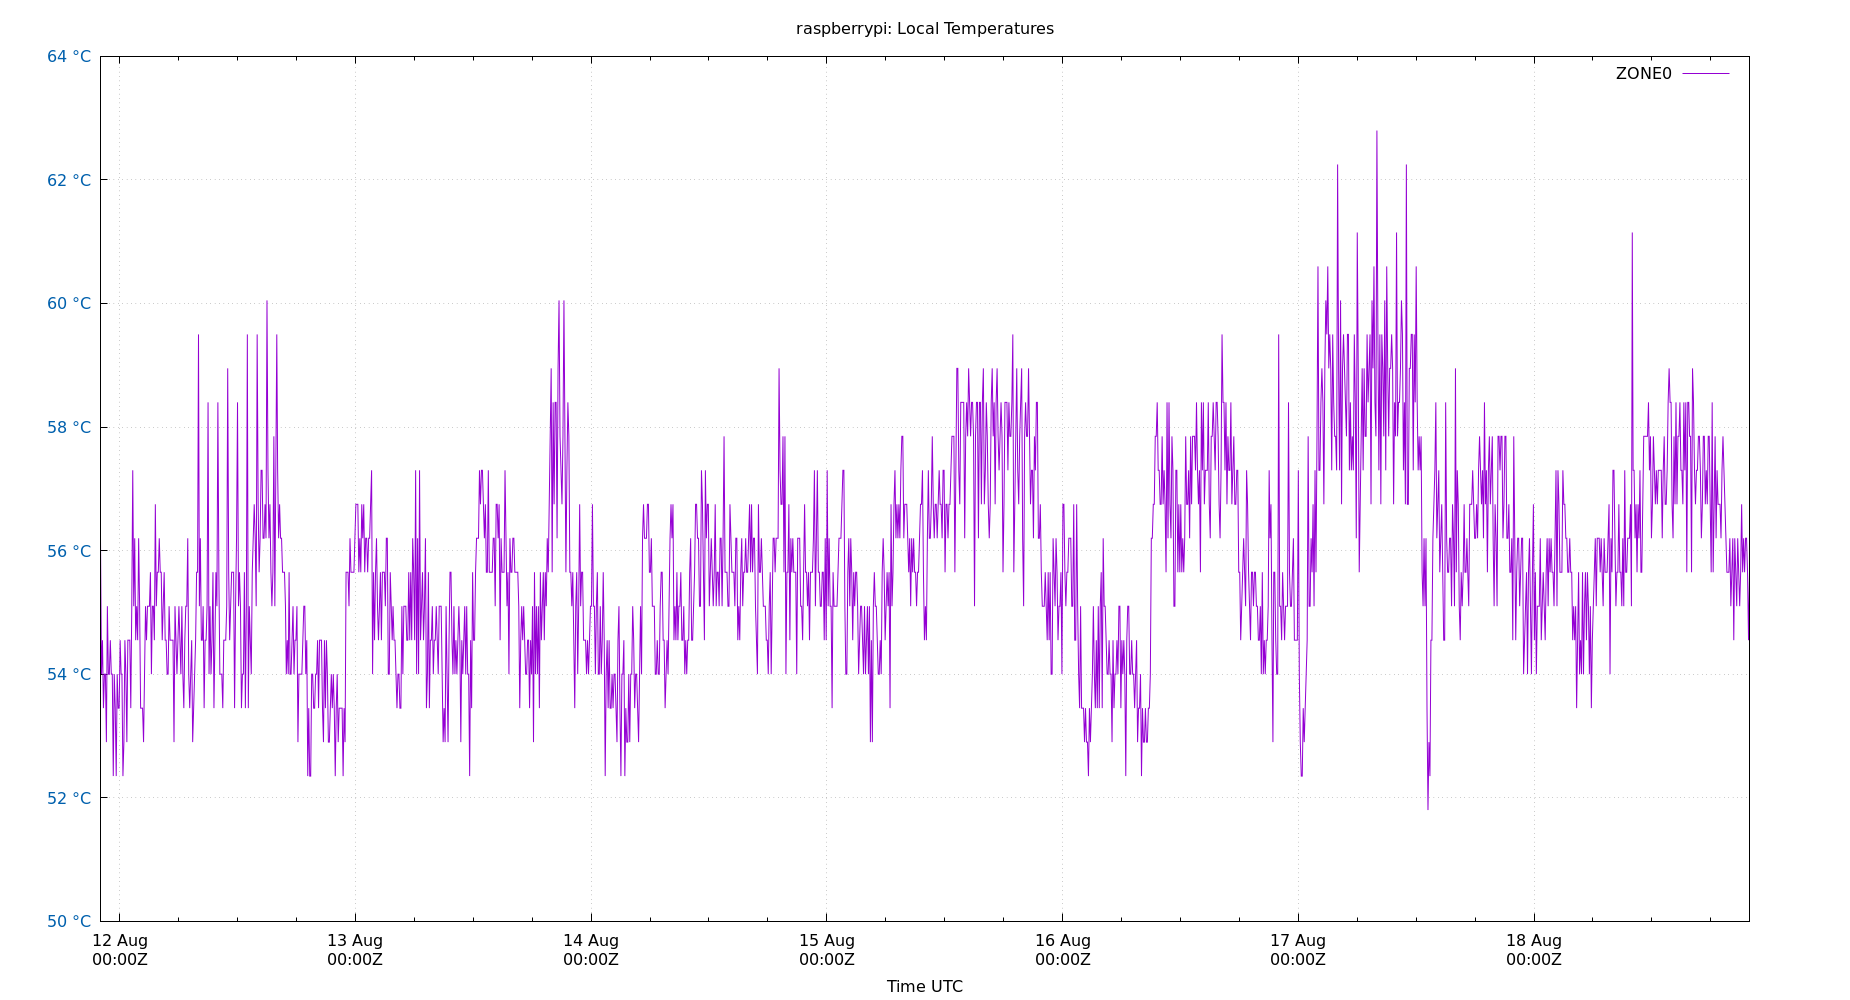 raspberrypi: Local Temperatures
64 °C
ZONE0
62 °C
60 °C
58 °C
56 °C
54 °C
52 °C
50 °C
12 Aug 13 Aug 14 Aug 15 Aug 16 Aug 17 Aug 18 Aug
00:00Z 00:00Z 00:00Z 00:00Z 00:00Z 00:00Z 00:00Z
Time UTC